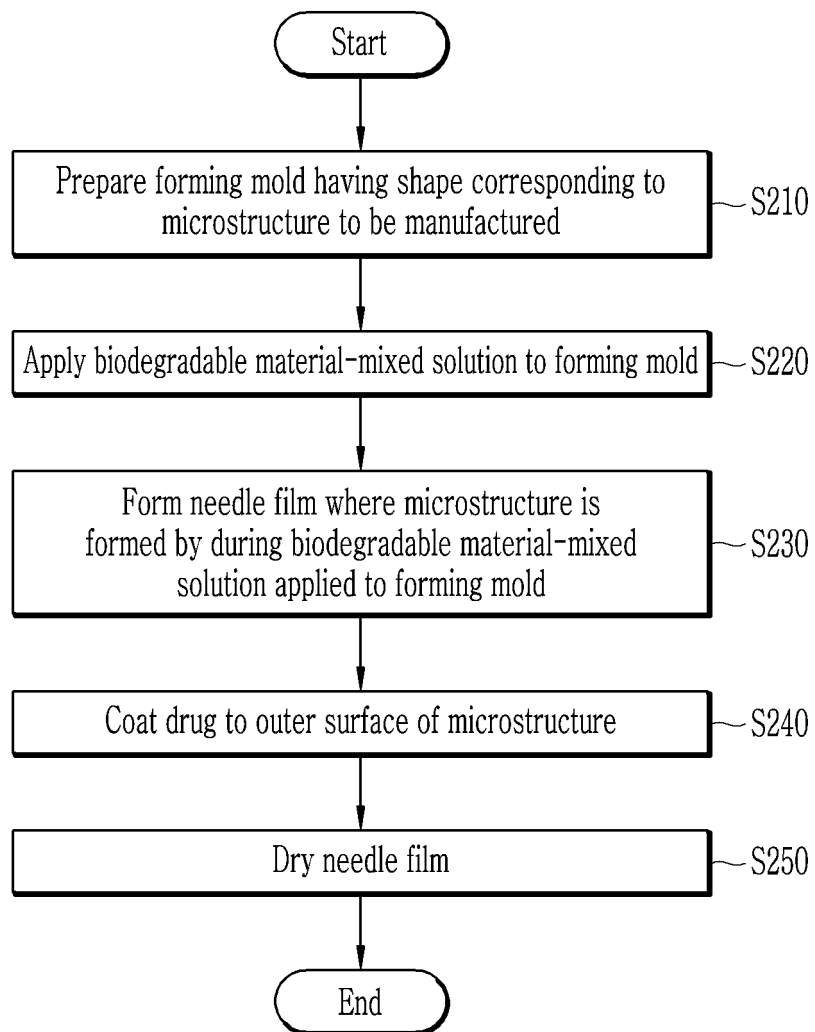 Start
Prepare forming mold having shape corresponding to
microstructure to be manufactured
S210
Apply biodegradable material-mixed solution to forming mold
S220
Form needle film where microstructure is
formed by during biodegradable material-mixed
solution applied to forming mold
S230
Coat drug to outer surface of microstructure
S240
Dry needle film
S250
End